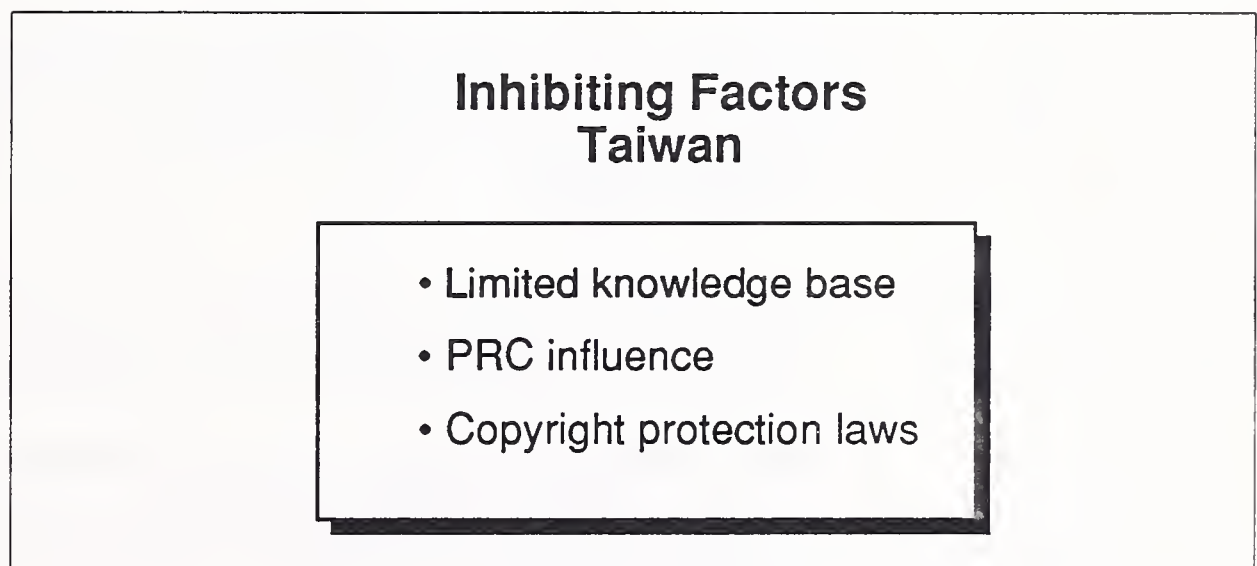 Inhibiting Factors
Taiwan
• Limited knowledge base
• PRC influence
• Copyright protection laws